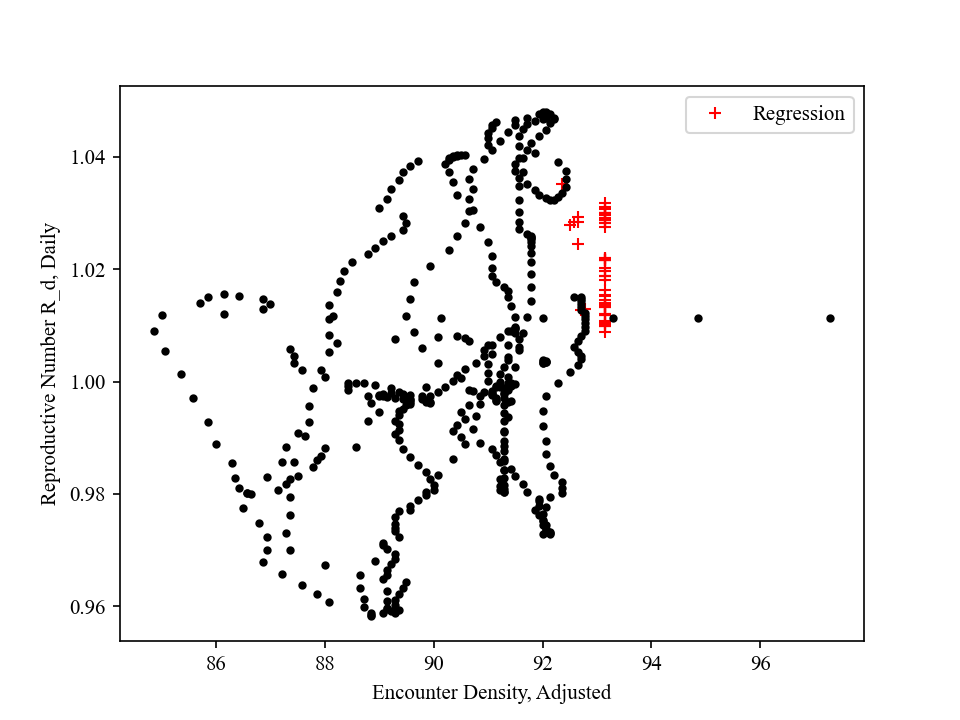 Regression
1.04
1.02
1.00
0.98
0.96
Reproductive Number R_d, Daily
86 88 90 92 94 96
Encounter Density, Adjusted